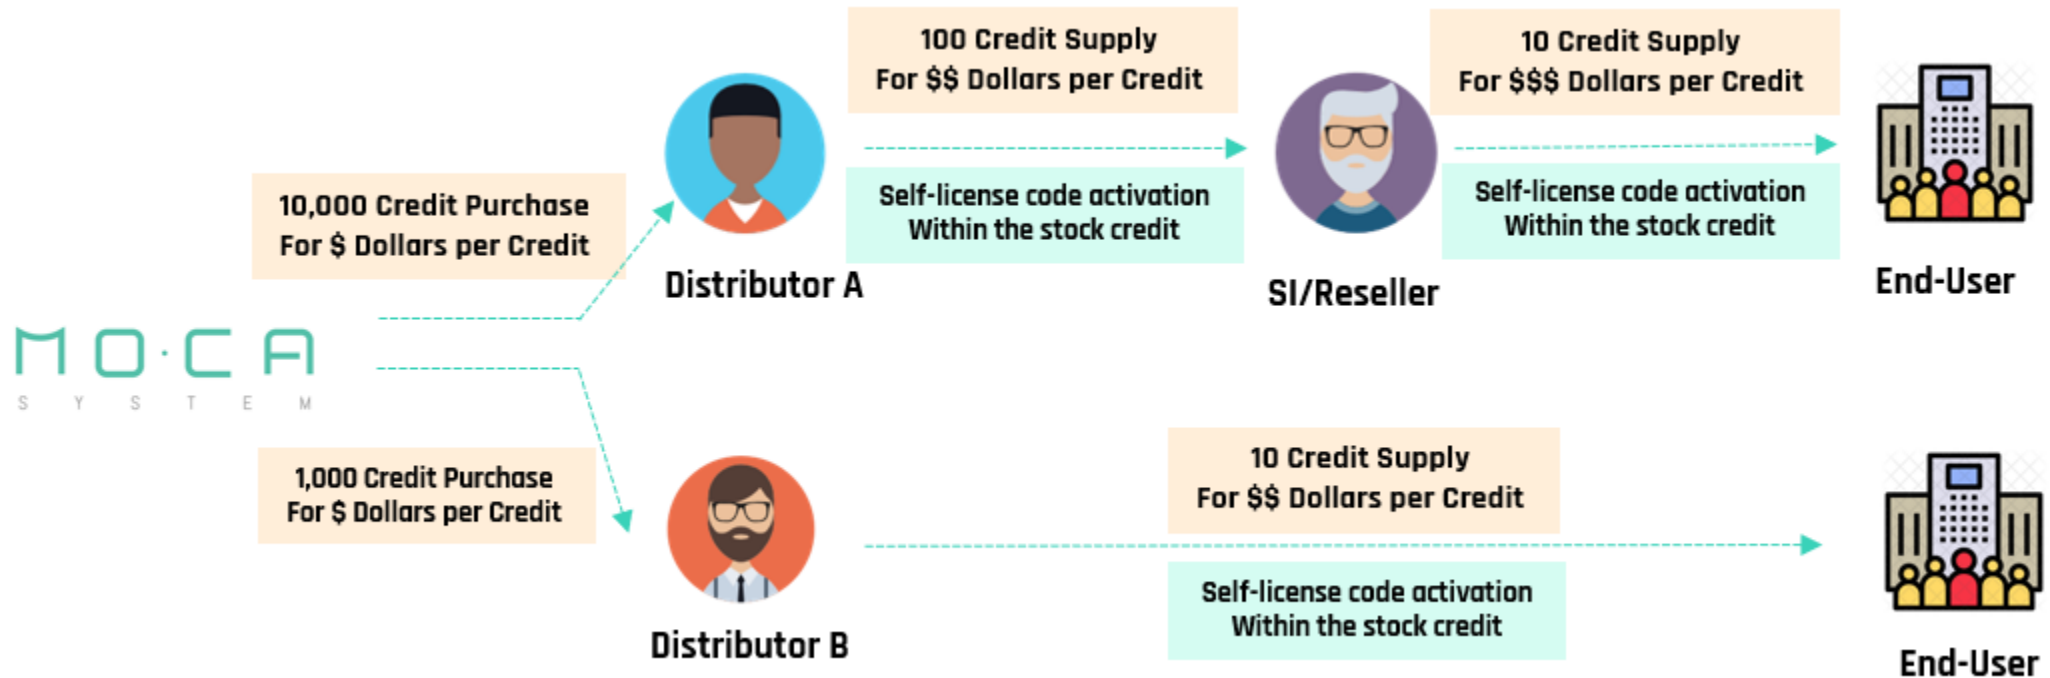 100 Credit Supply
For $$ Dollars per Credit
10 Credit Supply
For $$$ Dollars per Credit
10,000 Credit Purchase
For $ Dollars per Credit
Self-license code activation
Within the stock credit
Self-license code activation
Within the stock credit
Distributor A
SI/Reseller
End-User
MO·CA
SYSTEM
1,000 Credit Purchase
For $ Dollars per Credit
10 Credit Supply
For $$ Dollars per Credit
Self-license code activation
Within the stock credit
Distributor B
End-User